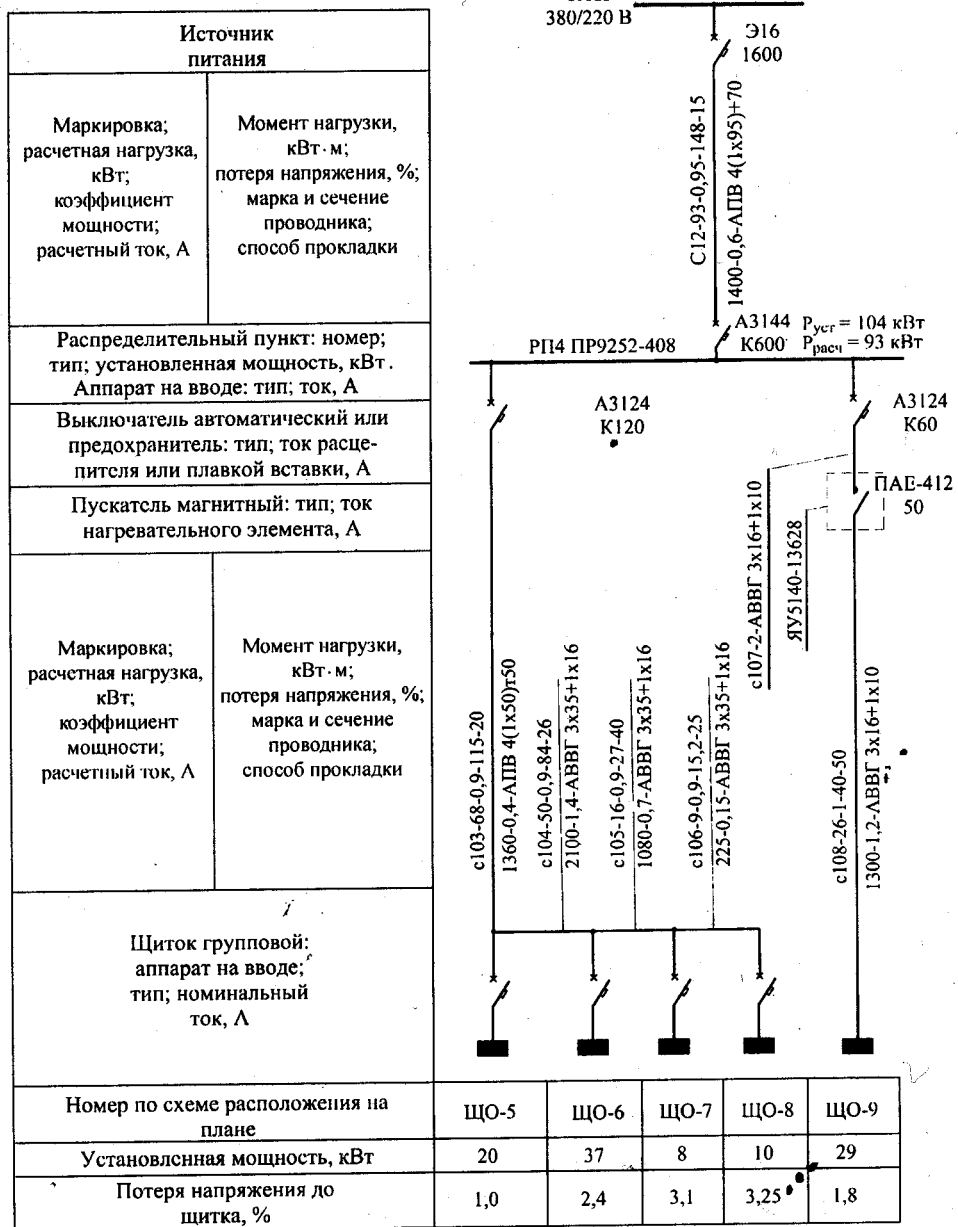 380/220 В
Э16
1600
С12-93-0,95-148-15
1400-0,6-АПВ 4(1х95)+70
А3144
К600
Руст = 104 кВт
Ррасч = 93 кВт
РП4 ПР9252-408
А3124
К120
А3124
К60
ПАЕ-412
50
с107-2-АВВГ 3х16+1х10
ЯУ5140-13628
с103-68-0,9-115-20
1360-0,4-АПВ 4(1х50)т50
с104-50-0,9-84-26
2100-1,4-АВВГ 3х35+1х16
с105-16-0,9-27-40
1080-0,7-АВВГ 3х35+1х16
с106-9-0,9-15,2-25
225-0,15-АВВГ 3х35+1х16
с108-26-1-40-50
1300-1,2-АВВГ 3х16+1х10
Источник
питания
Маркировка;
расчетная нагрузка,
кВт;
коэффициент
мощности;
расчетный ток, А
Момент нагрузки,
кВт·м;
потеря напряжения, %;
марка и сечение
проводника;
способ прокладки
Распределительный пункт: номер;
тип; установленная мощность, кВт.
Аппарат на вводе: тип; ток, А
Выключатель автоматический или
предохранитель: тип; ток расце-
пителя или плавкой вставки, А
Пускатель магнитный: тип; ток
нагревательного элемента, А
Маркировка;
расчетная нагрузка,
кВт;
коэффициент
мощности;
расчетный ток, А
Момент нагрузки,
кВт·м;
потеря напряжения, %;
марка и сечение
проводника;
способ прокладки
Щиток групповой:
аппарат на вводе;
тип; номинальный
ток, А
Номер по схеме расположения на
плане
ЩО-5 ЩО-6 ЩО-7 ЩО-8 ЩО-9
Установленная мощность, кВт 20 37 8 10 29
Потеря напряжения до
щитка, %
1,0 2,4 3,1 3,25 1,8